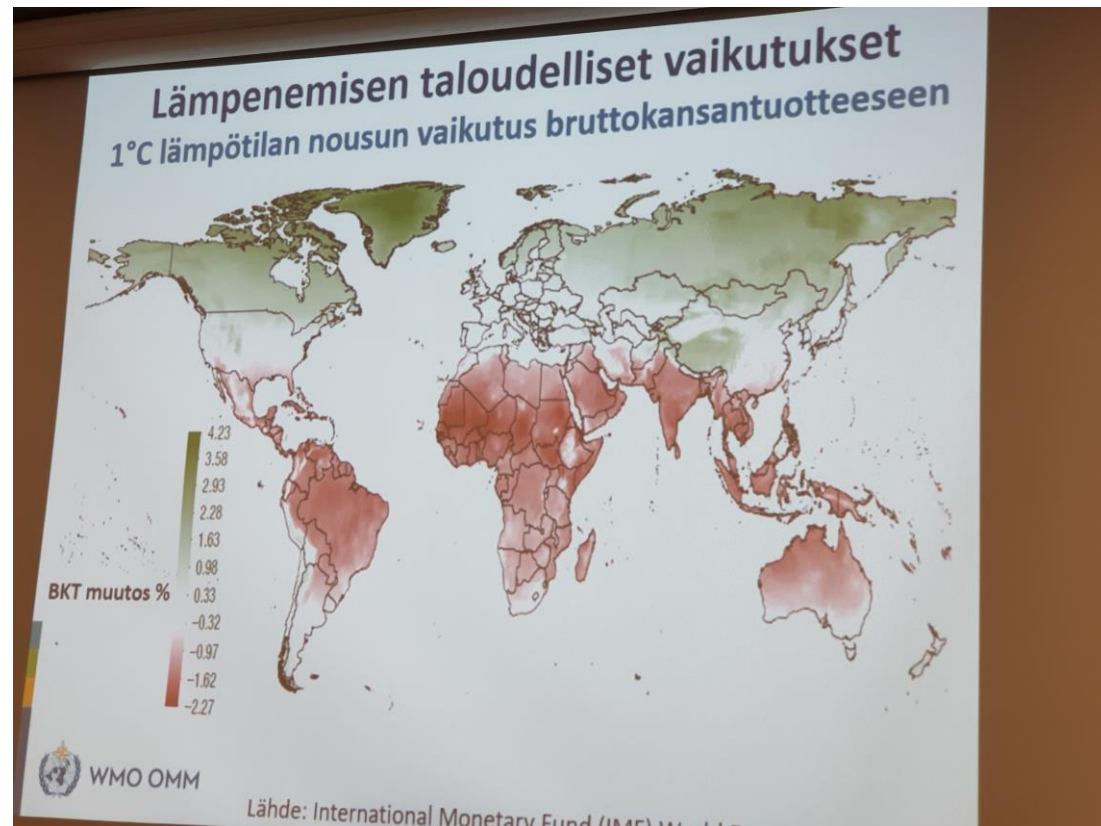 Lämpenemisen taloudelliset vaikutukset
1°C lämpötilan nousun vaikutus bruttokansantuotteeseen
4.23
3.58
2.93
2.28
1.63
0.98
BKT muutos % 0.33
−0.32
−0.97
−1.62
−2.27
WMO OMM
Lähde: International Monetary Fund (IMF) World